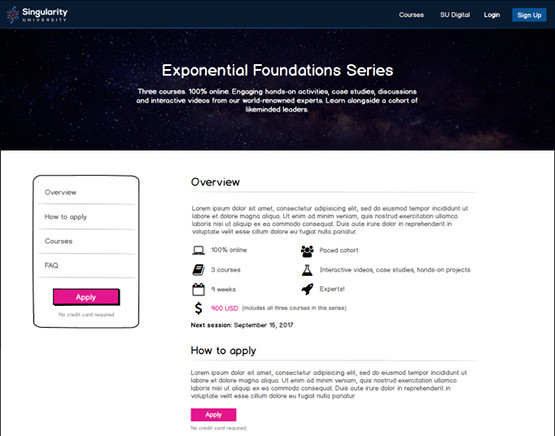 Singularity
UNIVERSITY
Courses
SU Digital
Login
Sign Up
Exponential Foundations Series
Three courses. 100% online. Engaging hands-on activities, case studies, discussions
and interactive videos from our world-renowned experts. Learn alongside a cohort of
likeminded leaders.
Overview
How to apply
Courses
FAQ
Apply
No credit card required
Overview
Lorem ipsum dolor sit amet, consectetur adipisicing elit, sed do eiusmod tempor incididunt ut
labore et dolore magna aliqua. Ut enim ad minim veniam, quis nostrud exercitation ullamco
laboris nisi ut aliquip ex ea commodo consequat. Duis aute irure dolor in reprehenderit in
voluptate velit esse cillum dolore eu fugiat nulla pariatur.
100% online
Paced cohort
3 courses
Interactive videos, case studies, hands-on projects
9 weeks
Experts!
900 USD (includes all three courses in this series)
Next session: September 15, 2017
How to apply
Lorem ipsum dolor sit amet, consectetur adipisicing elit, sed do eiusmod tempor incididunt ut
labore et dolore magna aliqua. Ut enim ad minim veniam, quis nostrud exercitation ullamco
laboris nisi ut aliquip ex ea commodo consequat. Duis aute irure dolor in reprehenderit in
voluptate velit esse cillum dolore eu fugiat nulla pariatur.
Apply
No credit card required.